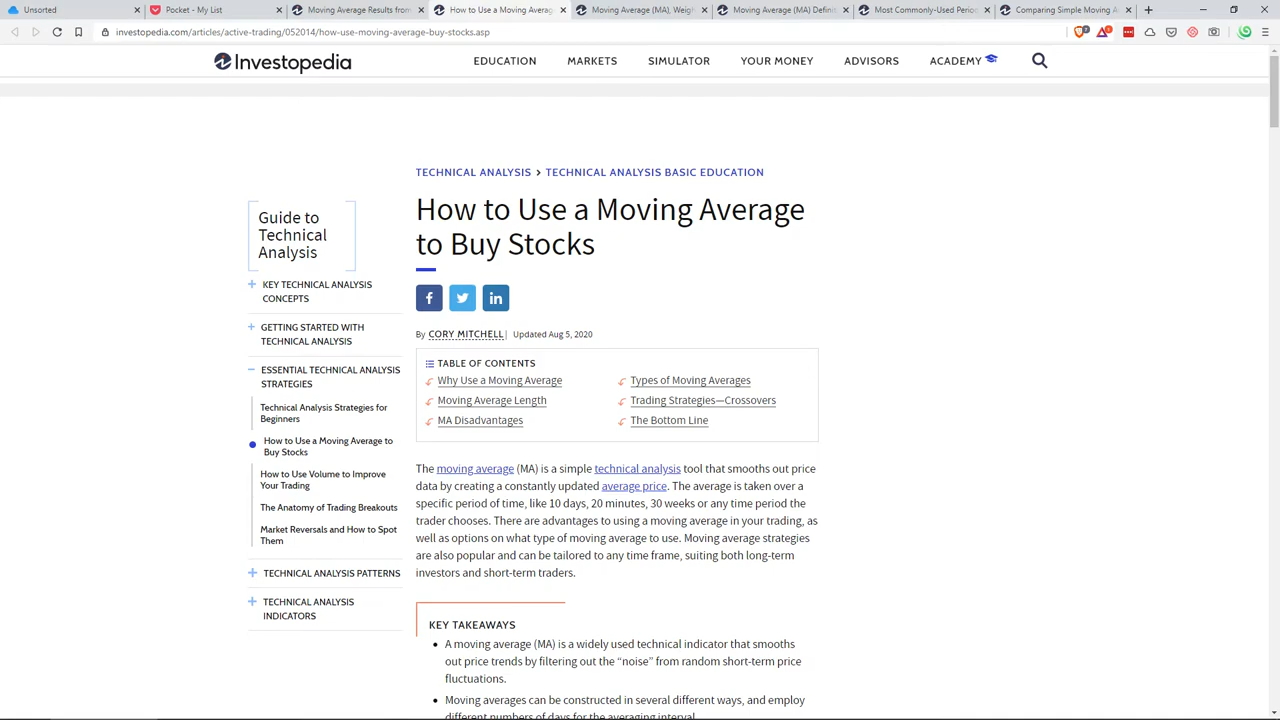 Unsorted
Pocket - My List
Moving Average Results from
How to Use a Moving Averag
Moving Average (MA), Weigh
Moving Average (MA) Definit
Most Commonly-Used Period
Comparing Simple Moving A
investopedia.com/articles/active-trading/052014/how-use-moving-average-buy-stocks.asp
Investopedia
EDUCATION MARKETS SIMULATOR YOUR MONEY ADVISORS ACADEMY
TECHNICAL ANALYSIS > TECHNICAL ANALYSIS BASIC EDUCATION
Guide to
Technical
Analysis
KEY TECHNICAL ANALYSIS
CONCEPTS
GETTING STARTED WITH
TECHNICAL ANALYSIS
ESSENTIAL TECHNICAL ANALYSIS
STRATEGIES
Technical Analysis Strategies for
Beginners
How to Use a Moving Average to
Buy Stocks
How to Use Volume to Improve
Your Trading
The Anatomy of Trading Breakouts
Market Reversals and How to Spot
Them
TECHNICAL ANALYSIS PATTERNS
TECHNICAL ANALYSIS
INDICATORS
How to Use a Moving Average
to Buy Stocks
By CORY MITCHELL | Updated Aug 5, 2020
TABLE OF CONTENTS
Why Use a Moving Average
Types of Moving Averages
Moving Average Length
Trading Strategies—Crossovers
MA Disadvantages
The Bottom Line
The moving average (MA) is a simple technical analysis tool that smooths out price
data by creating a constantly updated average price. The average is taken over a
specific period of time, like 10 days, 20 minutes, 30 weeks or any time period the
trader chooses. There are advantages to using a moving average in your trading, as
well as options on what type of moving average to use. Moving average strategies
are also popular and can be tailored to any time frame, suiting both long-term
investors and short-term traders.
KEY TAKEAWAYS
A moving average (MA) is a widely used technical indicator that smooths
out price trends by filtering out the “noise” from random short-term price
fluctuations.
Moving averages can be constructed in several different ways, and employ
different numbers of days for the averaging interval.